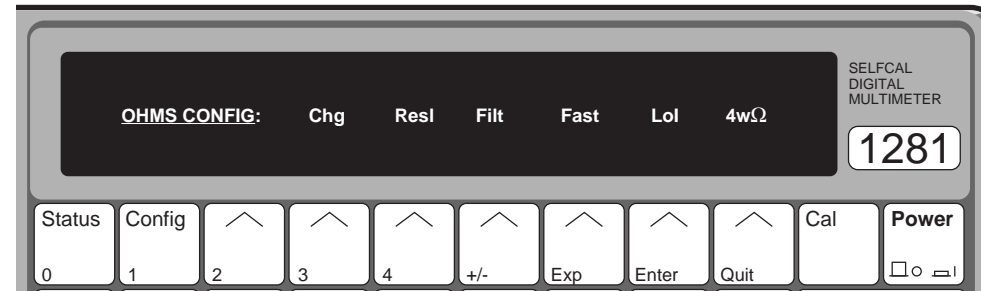 SELFCAL
DIGITAL
MULTIMETER
1281
OHMS CONFIG: Chg Resl Filt Fast LoI 4wΩ
Status Config Cal Power
0 1 2 3 4 +/- Exp Enter Quit